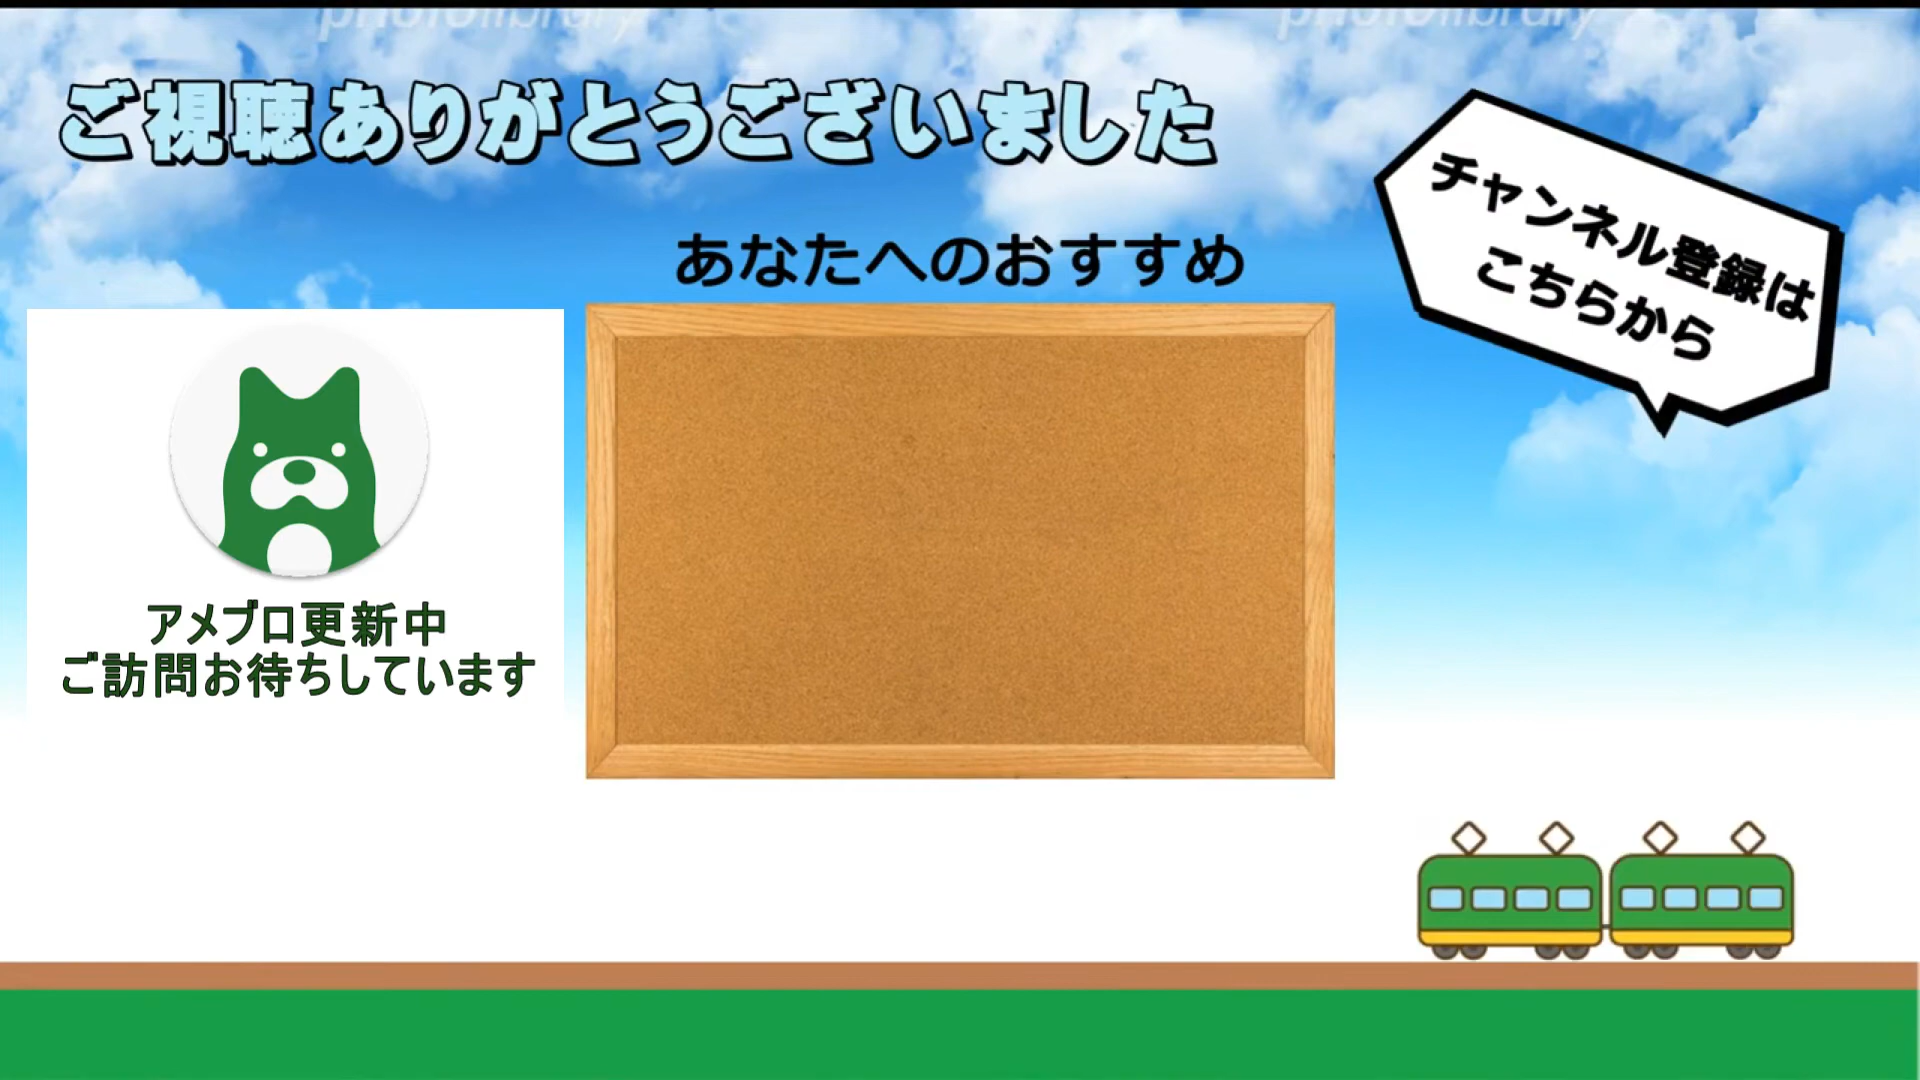 photolibrary
photolibrary
ご視聴ありがとうございました
チャンネル登録は
こちらから
あなたへのおすすめ
アメブロ更新中
ご訪問お待ちしています